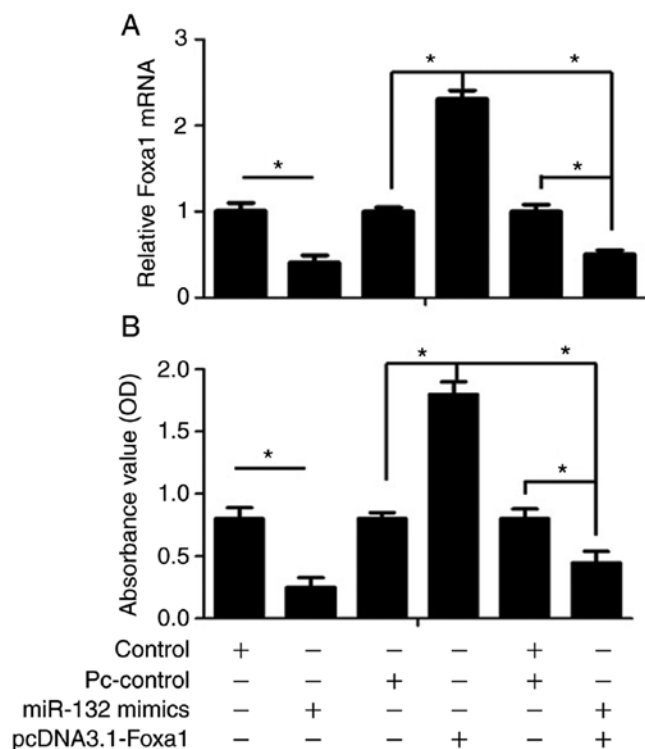 A
Relative Foxa1 mRNA
3
2
1
0
*
*
*
*
B
Absorbance value (OD)
2.0
1.5
1.0
0.5
0.0
*
*
*
*
Control + − − − + −
Pc-control − − + − + −
miR-132 mimics − + − − − +
pcDNA3.1-Foxa1 − − − + − +